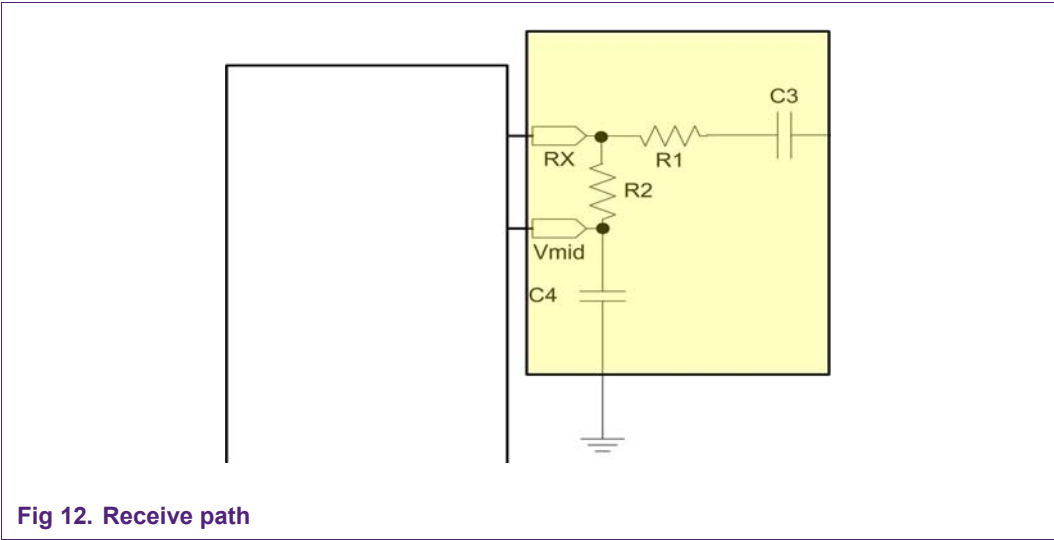 C3
RX
R1
R2
Vmid
C4
Fig 12. Receive path